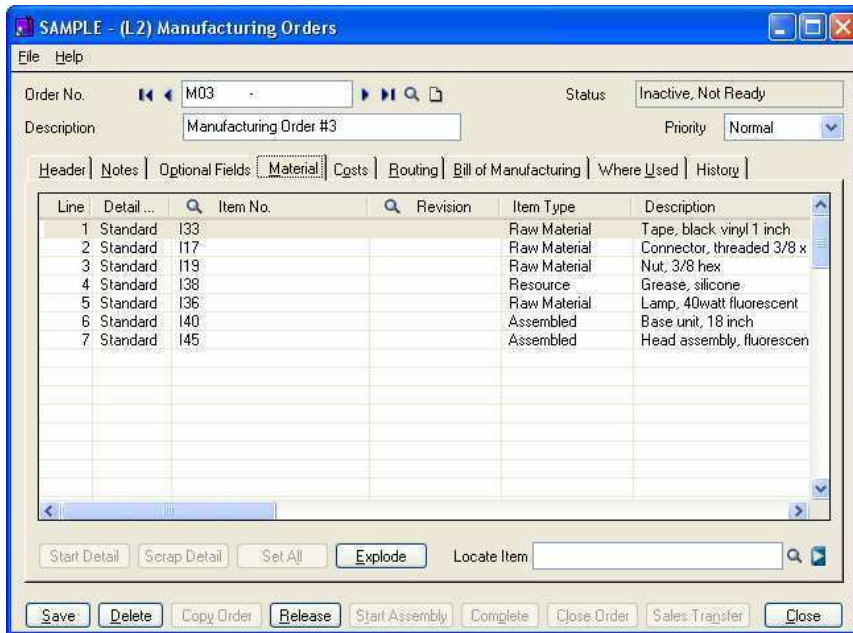 SAMPLE - (L2) Manufacturing Orders
File Help
Order No. M03 - Status Inactive, Not Ready
Description Manufacturing Order #3 Priority Normal
Header Notes Optional Fields Material Costs Routing Bill of Manufacturing Where Used History
Line Detail ... Item No. Revision Item Type Description
1 Standard I33 Raw Material Tape, black vinyl 1 inch
2 Standard I17 Raw Material Connector, threaded 3/8 x
3 Standard I19 Raw Material Nut, 3/8 hex
4 Standard I38 Resource Grease, silicone
5 Standard I36 Raw Material Lamp, 40watt fluorescent
6 Standard I40 Assembled Base unit, 18 inch
7 Standard I45 Assembled Head assembly, fluorescen
Start Detail Scrap Detail Set All Explode Locate Item
Save Delete Copy Order Release Start Assembly Complete Close Order Sales Transfer Close